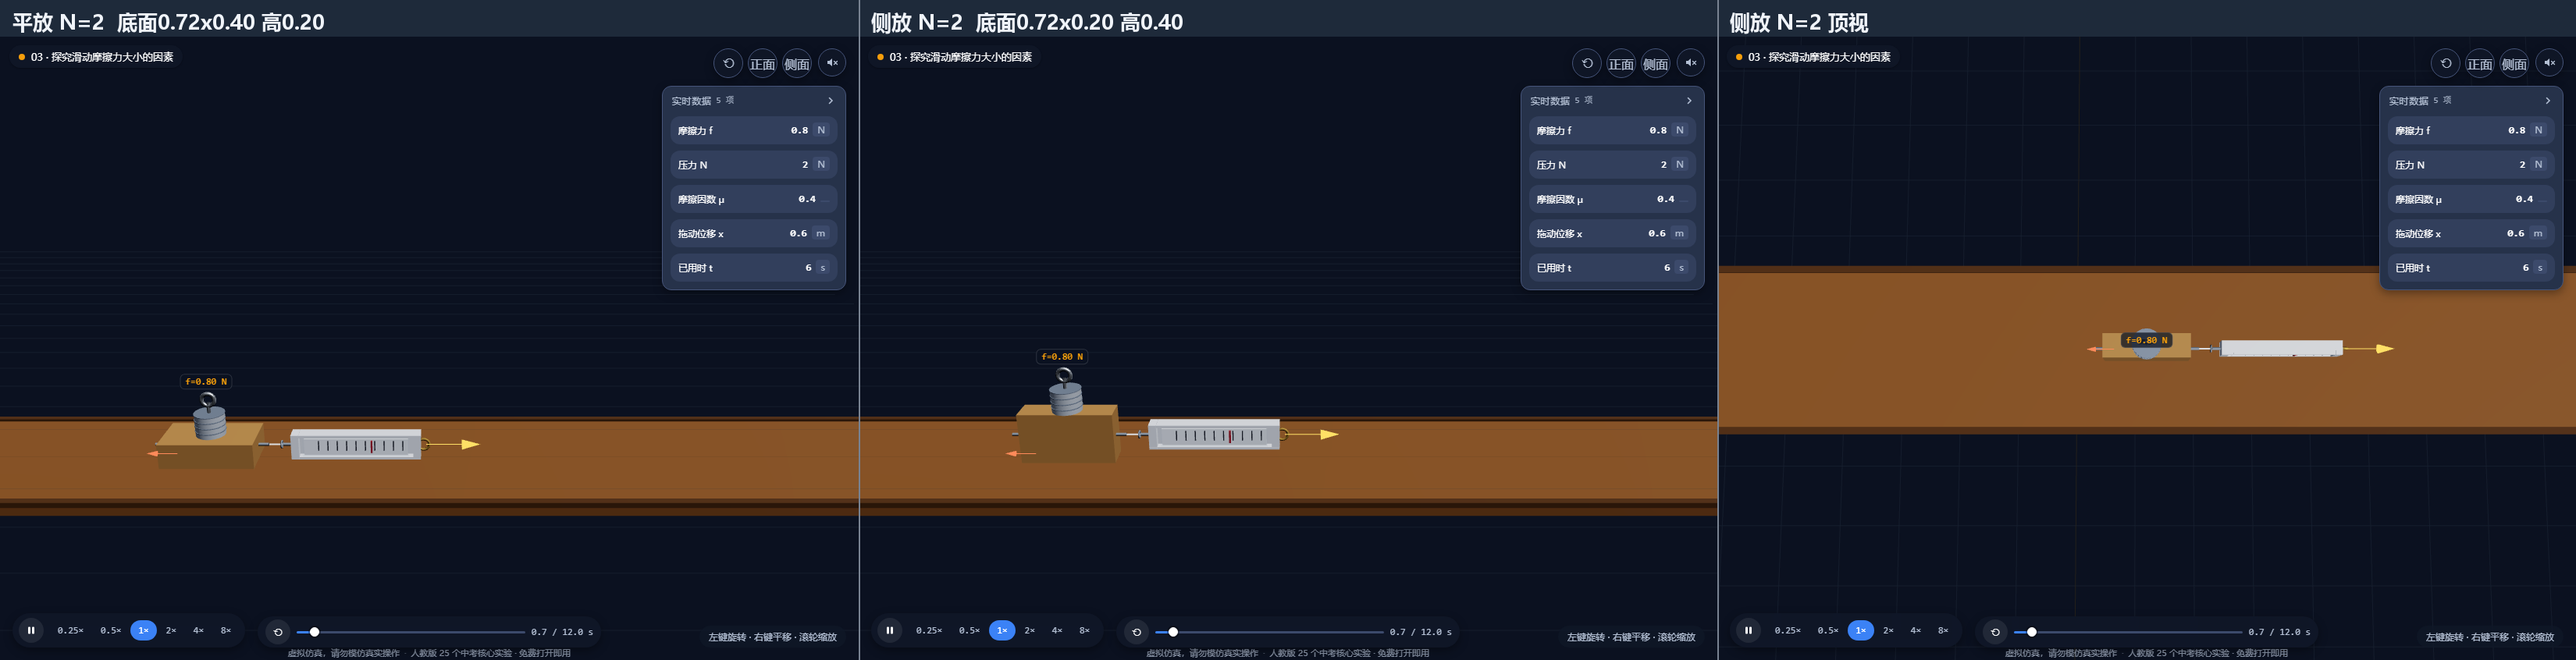 平放 N=2 底面0.72x0.40 高0.20
03 · 探究滑动摩擦力大小的因素
正面
侧面
实时数据 5 项
摩擦力 f 0.8 N
压力 N 2 N
摩擦因数 μ 0.4
拖动位移 x 0.6 m
已用时 t 6 s
f=0.80 N
0.25× 0.5× 1× 2× 4× 8×
0.7 / 12.0 s
左键旋转 · 右键平移 · 滚轮缩放
虚拟仿真，请勿模仿真实操作 · 人教版 25 个中考核心实验 · 免费打开即用
侧放 N=2 底面0.72x0.20 高0.40
03 · 探究滑动摩擦力大小的因素
正面
侧面
实时数据 5 项
摩擦力 f 0.8 N
压力 N 2 N
摩擦因数 μ 0.4
拖动位移 x 0.6 m
已用时 t 6 s
f=0.80 N
0.25× 0.5× 1× 2× 4× 8×
0.7 / 12.0 s
左键旋转 · 右键平移 · 滚轮缩放
虚拟仿真，请勿模仿真实操作 · 人教版 25 个中考核心实验 · 免费打开即用
侧放 N=2 顶视
03 · 探究滑动摩擦力大小的因素
正面
侧面
实时数据 5 项
摩擦力 f 0.8 N
压力 N 2 N
摩擦因数 μ 0.4
拖动位移 x 0.6 m
已用时 t 6 s
f=0.80 N
0.25× 0.5× 1× 2× 4× 8×
0.7 / 12.0 s
左键旋转 · 右键平移 · 滚轮缩放
虚拟仿真，请勿模仿真实操作 · 人教版 25 个中考核心实验 · 免费打开即用